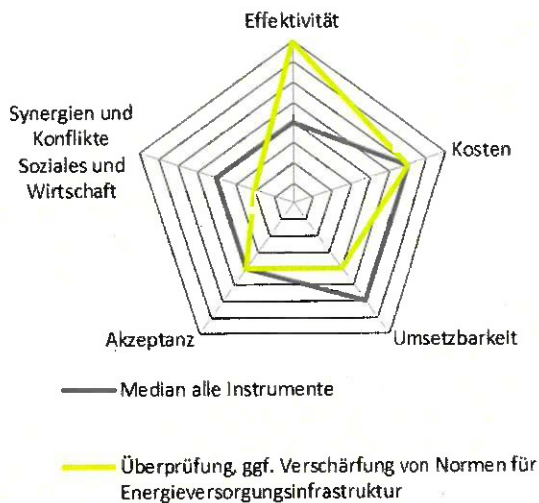 Effektivität
Synergien und
Konflikte
Soziales und
Wirtschaft
Kosten
Akzeptanz
Umsetzbarkeit
Median alle Instrumente
Überprüfung, ggf. Verschärfung von Normen für
Energieversorgungsinfrastruktur